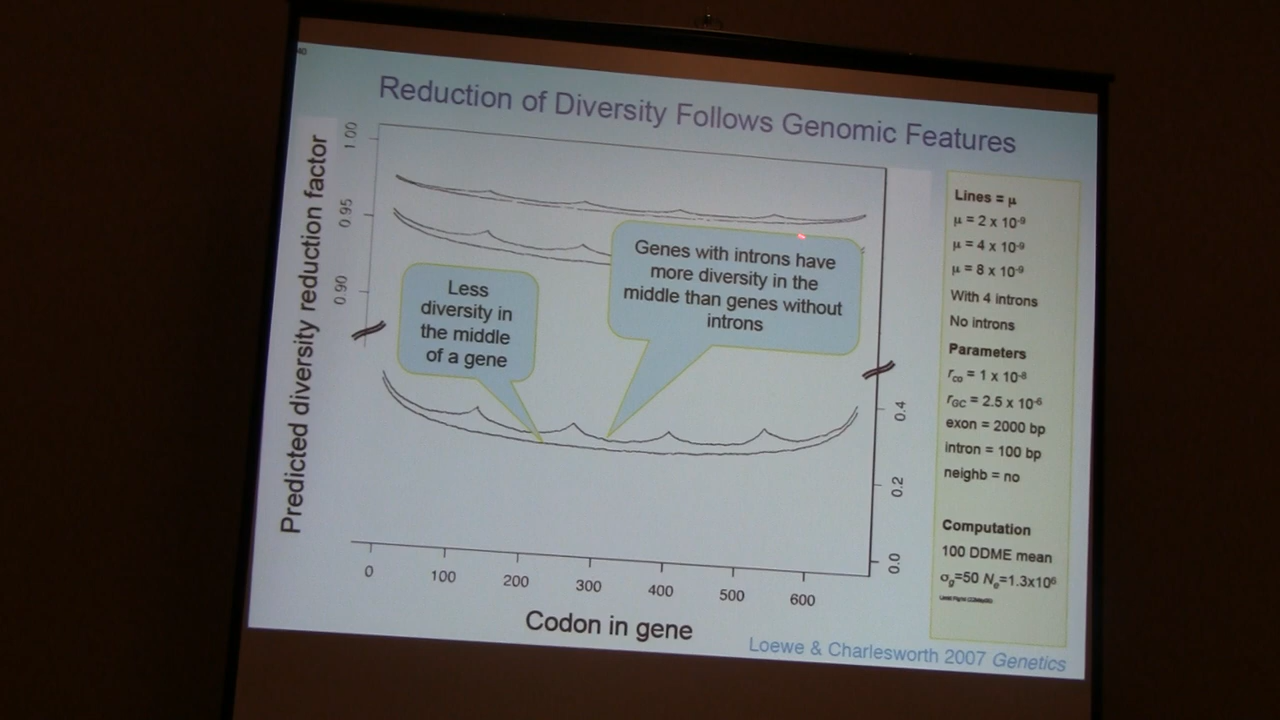 40
Reduction of Diversity Follows Genomic Features
Predicted diversity reduction factor
1.00
0.95
0.90
Less
diversity in
the middle
of a gene
Genes with introns have
more diversity in the
middle than genes without
introns
0.4
0.2
0.0
0 100 200 300 400 500 600
Codon in gene
Lines = μ
μ = 2 x 10⁻⁹
μ = 4 x 10⁻⁹
μ = 8 x 10⁻⁹
With 4 introns
No introns
Parameters
r_co = 1 x 10⁻⁸
r_GC = 2.5 x 10⁻⁶
exon = 2000 bp
intron = 100 bp
neighb = no
Computation
100 DDME mean
σ_g=50 N_e=1.3x10⁶
Loewe & Charlesworth 2007 Genetics